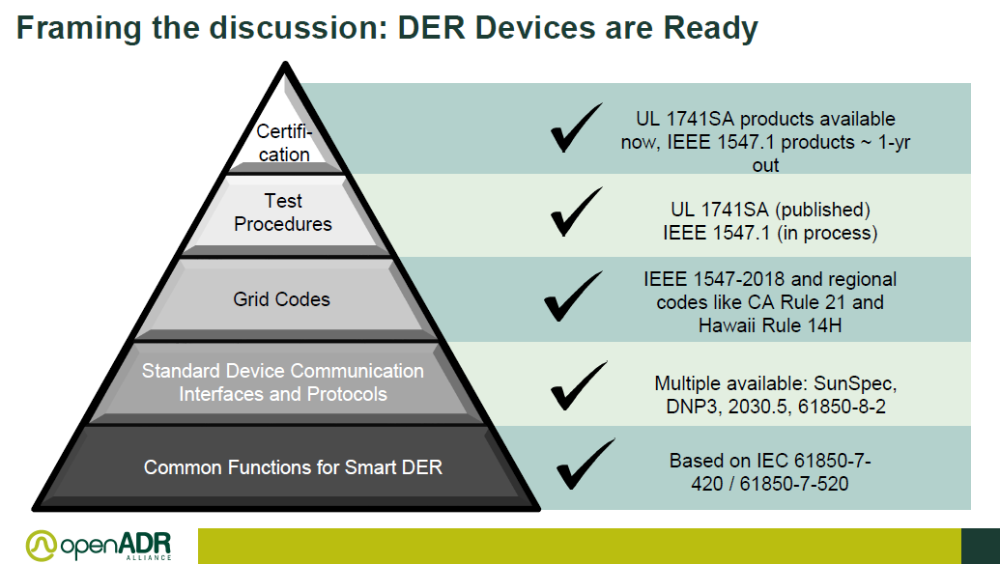 Framing the discussion: DER Devices are Ready
Certifi-
cation
UL 1741SA products available
now, IEEE 1547.1 products ~ 1-yr
out
Test
Procedures
UL 1741SA (published)
IEEE 1547.1 (in process)
Grid Codes
IEEE 1547-2018 and regional
codes like CA Rule 21 and
Hawaii Rule 14H
Standard Device Communication
Interfaces and Protocols
Multiple available: SunSpec,
DNP3, 2030.5, 61850-8-2
Common Functions for Smart DER
Based on IEC 61850-7-
420 / 61850-7-520
openADR
ALLIANCE